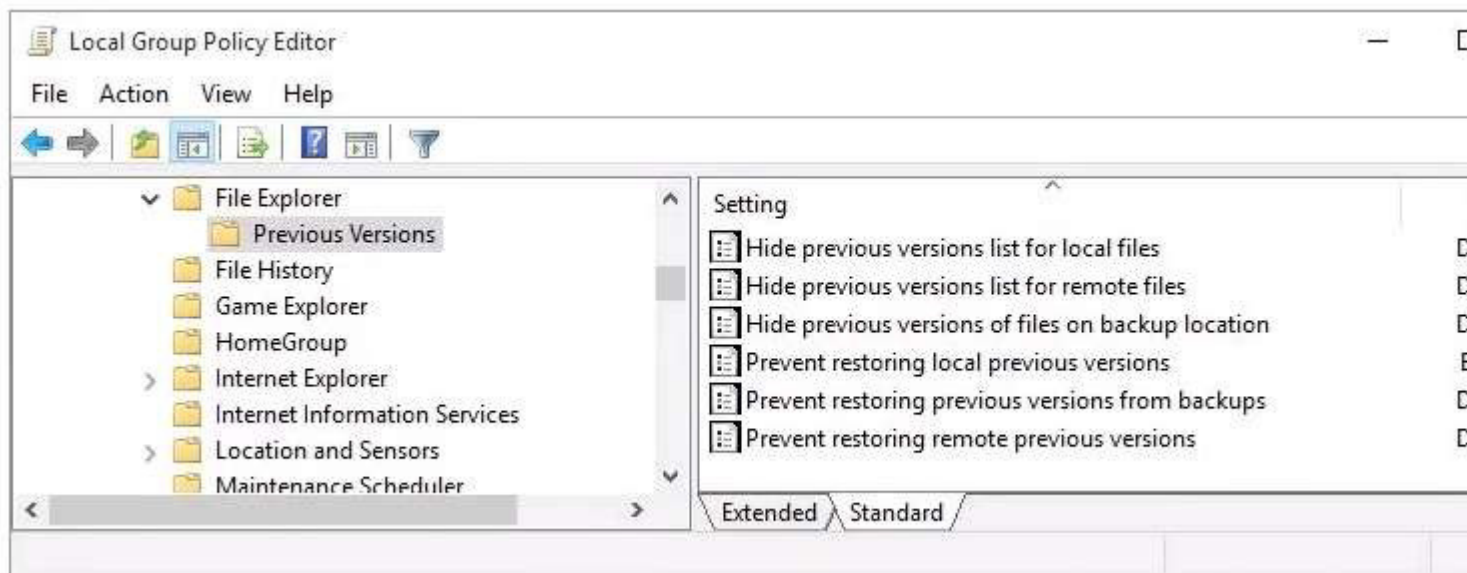 Local Group Policy Editor
File Action View Help
File Explorer
Previous Versions
File History
Game Explorer
HomeGroup
Internet Explorer
Internet Information Services
Location and Sensors
Maintenance Scheduler
Setting
Hide previous versions list for local files
Hide previous versions list for remote files
Hide previous versions of files on backup location
Prevent restoring local previous versions
Prevent restoring previous versions from backups
Prevent restoring remote previous versions
Extended Standard